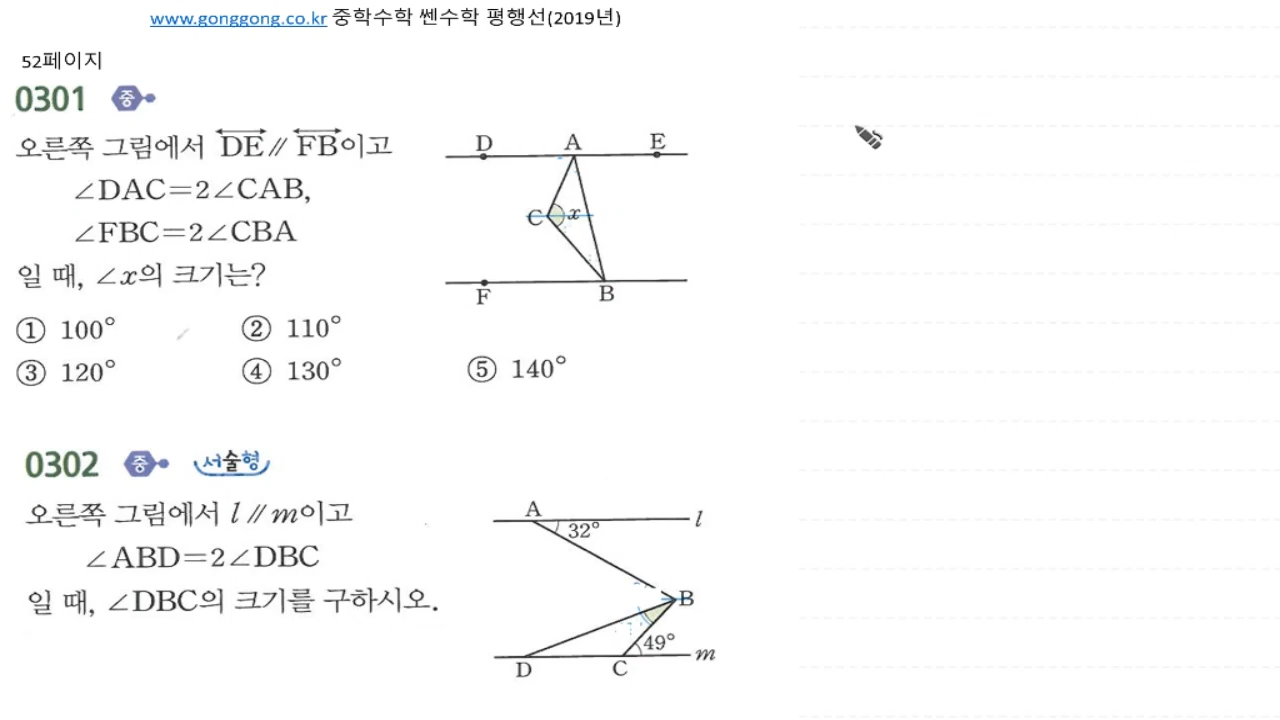 www.gonggong.co.kr 중학수학 쎈수학 평행선(2019년)
52페이지
0301 중
오른쪽 그림에서 DE∥FB이고
∠DAC=2∠CAB,
∠FBC=2∠CBA
일 때, ∠x의 크기는?
① 100° ② 110°
③ 120° ④ 130° ⑤ 140°
D A E
C x
F B
0302 중 서술형
오른쪽 그림에서 l∥m이고
∠ABD=2∠DBC
일 때, ∠DBC의 크기를 구하시오.
A l
32°
B
49° m
D C